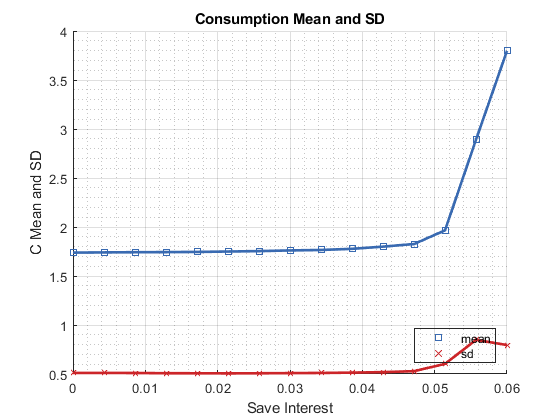 Consumption Mean and SD
4
3.5
3
2.5
2
1.5
1
0.5
C Mean and SD
mean
sd
0 0.01 0.02 0.03 0.04 0.05 0.06
Save Interest